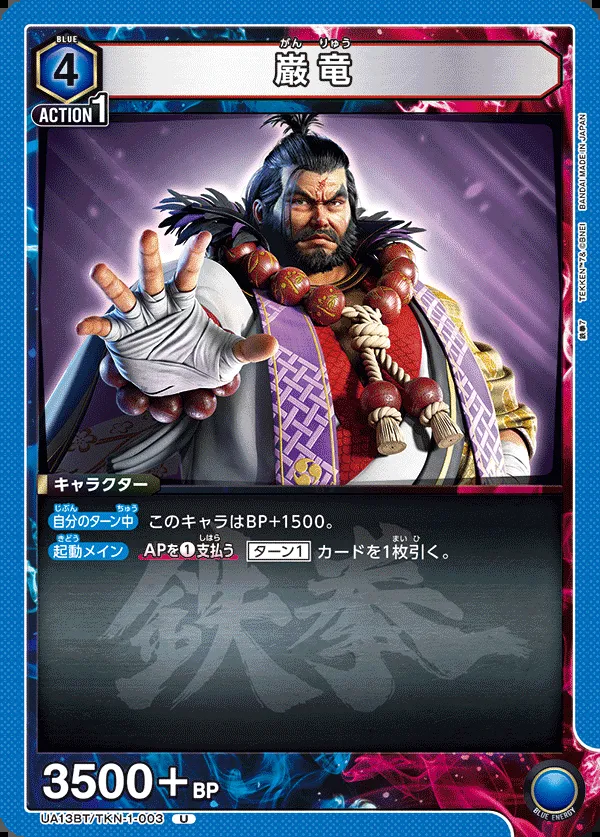 BLUE
4
ACTION 1
がん りゅう
巌竜
BANDAI MADE IN JAPAN
TEKKEN™7& ©BNEI
鉄拳7
キャラクター
じぶん ちゅう
自分のターン中 このキャラはBP+1500。
きどう しはら まい ひ
起動メイン APを❶支払う ターン1 カードを1枚引く。
鉄拳
3500+BP
UA13BT/TKN-1-003 U
BLUE ENERGY